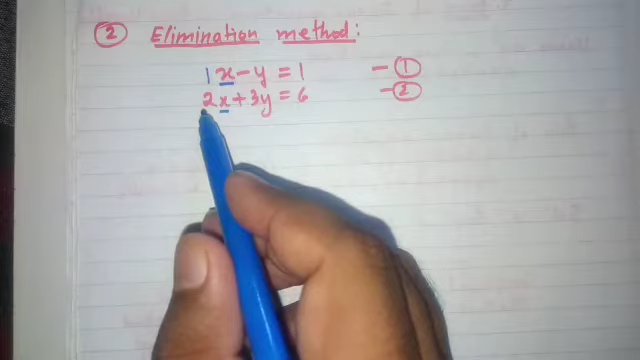 ② Elimination method:
1x - y = 1 - ①
2x + 3y = 6 - ②